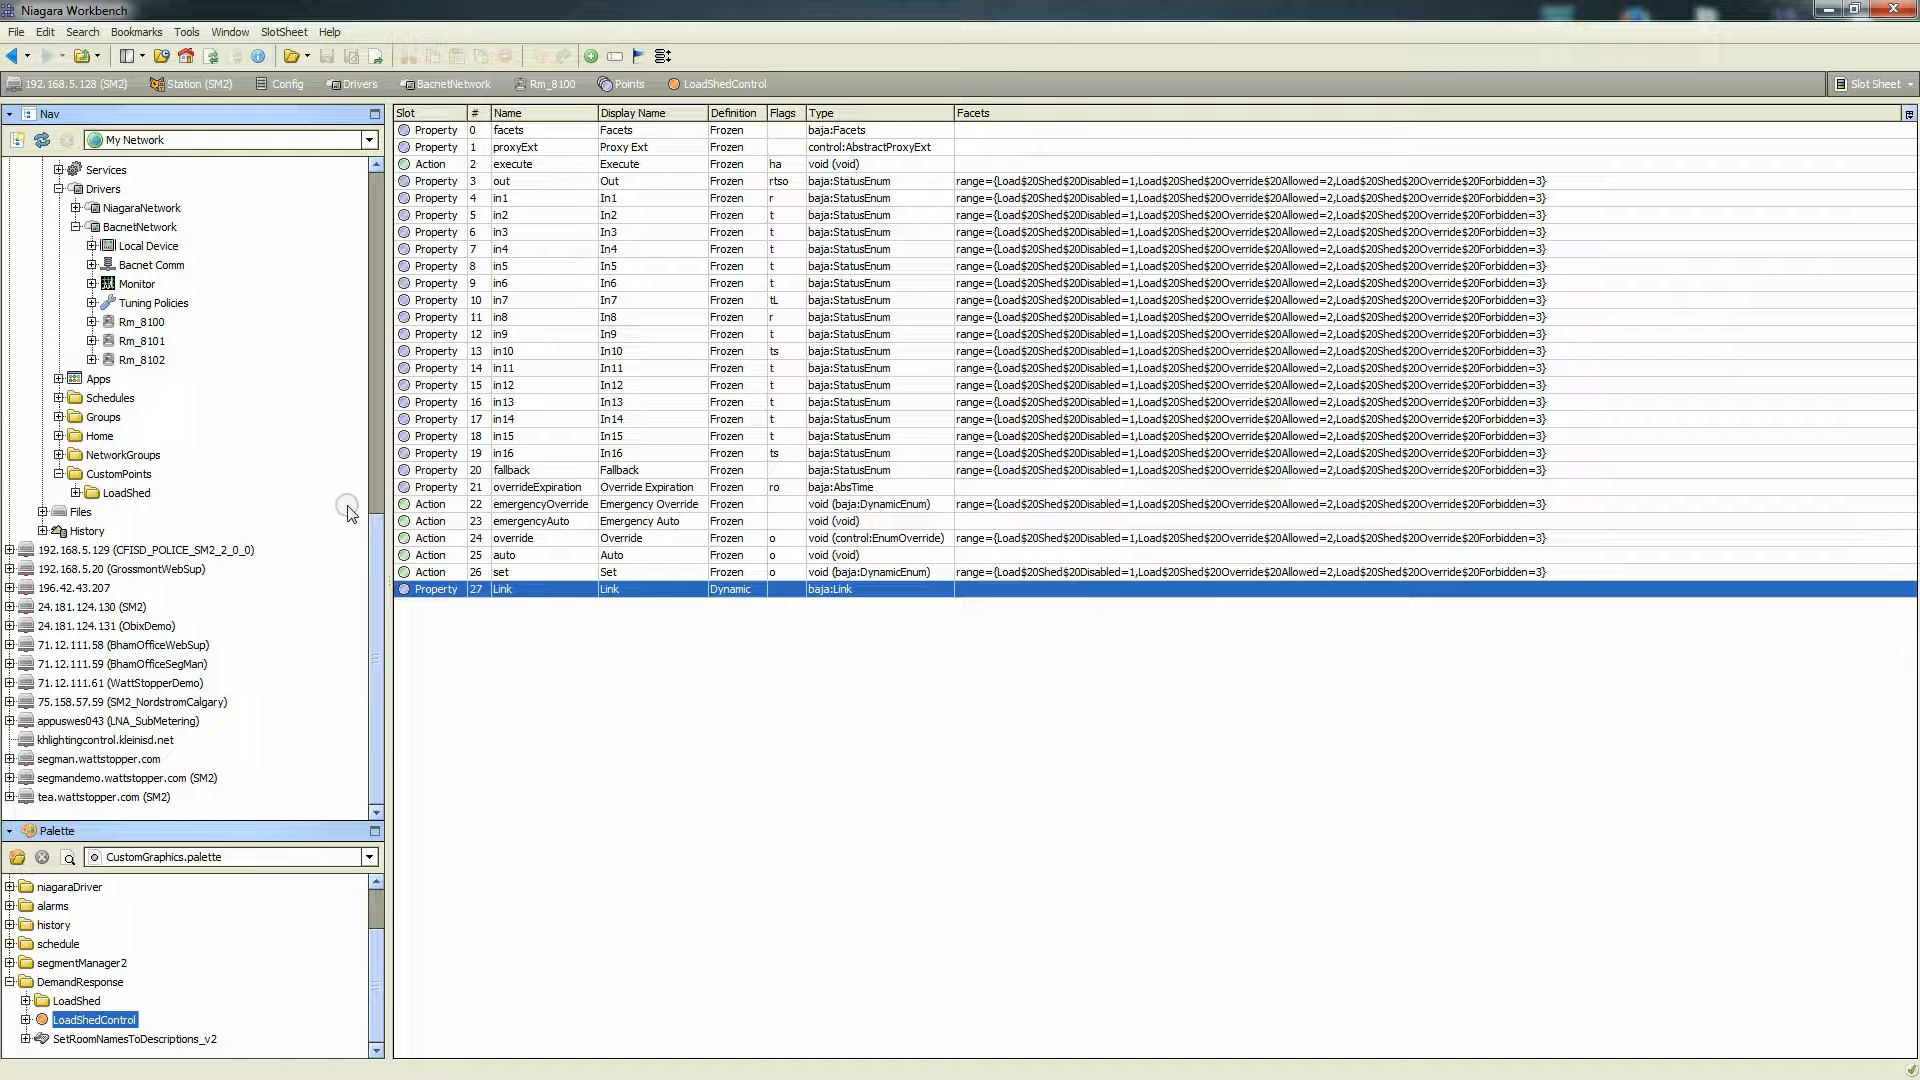 Niagara Workbench
File Edit Search Bookmarks Tools Window SlotSheet Help
192.168.5.128 (SM2) Station (SM2) Config Drivers BacnetNetwork Rm_8100 Points LoadShedControl Slot Sheet
Nav
My Network
Services
Drivers
NiagaraNetwork
BacnetNetwork
Local Device
Bacnet Comm
Monitor
Tuning Policies
Rm_8100
Rm_8101
Rm_8102
Apps
Schedules
Groups
Home
NetworkGroups
CustomPoints
LoadShed
Files
History
192.168.5.129 (CFISD_POLICE_SM2_2_0_0)
192.168.5.20 (GrossmontWebSup)
196.42.43.207
24.181.124.130 (SM2)
24.181.124.131 (ObixDemo)
71.12.111.58 (BhamOfficeWebSup)
71.12.111.59 (BhamOfficeSegMan)
71.12.111.61 (WattStopperDemo)
75.158.57.59 (SM2_NordstromCalgary)
appuswes043 (LNA_SubMetering)
khlightingcontrol.kleinisd.net
segman.wattstopper.com
segmandemo.wattstopper.com (SM2)
tea.wattstopper.com (SM2)
Palette
CustomGraphics.palette
niagaraDriver
alarms
history
schedule
segmentManager2
DemandResponse
LoadShed
LoadShedControl
SetRoomNamesToDescriptions_v2
Slot # Name Display Name Definition Flags Type Facets
Property 0 facets Facets Frozen baja:Facets
Property 1 proxyExt Proxy Ext Frozen control:AbstractProxyExt
Action 2 execute Execute Frozen ha void (void)
Property 3 out Out Frozen rtso baja:StatusEnum range={Load$20Shed$20Disabled=1,Load$20Shed$20Override$20Allowed=2,Load$20Shed$20Override$20Forbidden=3}
Property 4 in1 In1 Frozen r baja:StatusEnum range={Load$20Shed$20Disabled=1,Load$20Shed$20Override$20Allowed=2,Load$20Shed$20Override$20Forbidden=3}
Property 5 in2 In2 Frozen t baja:StatusEnum range={Load$20Shed$20Disabled=1,Load$20Shed$20Override$20Allowed=2,Load$20Shed$20Override$20Forbidden=3}
Property 6 in3 In3 Frozen t baja:StatusEnum range={Load$20Shed$20Disabled=1,Load$20Shed$20Override$20Allowed=2,Load$20Shed$20Override$20Forbidden=3}
Property 7 in4 In4 Frozen t baja:StatusEnum range={Load$20Shed$20Disabled=1,Load$20Shed$20Override$20Allowed=2,Load$20Shed$20Override$20Forbidden=3}
Property 8 in5 In5 Frozen t baja:StatusEnum range={Load$20Shed$20Disabled=1,Load$20Shed$20Override$20Allowed=2,Load$20Shed$20Override$20Forbidden=3}
Property 9 in6 In6 Frozen t baja:StatusEnum range={Load$20Shed$20Disabled=1,Load$20Shed$20Override$20Allowed=2,Load$20Shed$20Override$20Forbidden=3}
Property 10 in7 In7 Frozen tL baja:StatusEnum range={Load$20Shed$20Disabled=1,Load$20Shed$20Override$20Allowed=2,Load$20Shed$20Override$20Forbidden=3}
Property 11 in8 In8 Frozen r baja:StatusEnum range={Load$20Shed$20Disabled=1,Load$20Shed$20Override$20Allowed=2,Load$20Shed$20Override$20Forbidden=3}
Property 12 in9 In9 Frozen t baja:StatusEnum range={Load$20Shed$20Disabled=1,Load$20Shed$20Override$20Allowed=2,Load$20Shed$20Override$20Forbidden=3}
Property 13 in10 In10 Frozen ts baja:StatusEnum range={Load$20Shed$20Disabled=1,Load$20Shed$20Override$20Allowed=2,Load$20Shed$20Override$20Forbidden=3}
Property 14 in11 In11 Frozen t baja:StatusEnum range={Load$20Shed$20Disabled=1,Load$20Shed$20Override$20Allowed=2,Load$20Shed$20Override$20Forbidden=3}
Property 15 in12 In12 Frozen t baja:StatusEnum range={Load$20Shed$20Disabled=1,Load$20Shed$20Override$20Allowed=2,Load$20Shed$20Override$20Forbidden=3}
Property 16 in13 In13 Frozen t baja:StatusEnum range={Load$20Shed$20Disabled=1,Load$20Shed$20Override$20Allowed=2,Load$20Shed$20Override$20Forbidden=3}
Property 17 in14 In14 Frozen t baja:StatusEnum range={Load$20Shed$20Disabled=1,Load$20Shed$20Override$20Allowed=2,Load$20Shed$20Override$20Forbidden=3}
Property 18 in15 In15 Frozen t baja:StatusEnum range={Load$20Shed$20Disabled=1,Load$20Shed$20Override$20Allowed=2,Load$20Shed$20Override$20Forbidden=3}
Property 19 in16 In16 Frozen ts baja:StatusEnum range={Load$20Shed$20Disabled=1,Load$20Shed$20Override$20Allowed=2,Load$20Shed$20Override$20Forbidden=3}
Property 20 fallback Fallback Frozen baja:StatusEnum range={Load$20Shed$20Disabled=1,Load$20Shed$20Override$20Allowed=2,Load$20Shed$20Override$20Forbidden=3}
Property 21 overrideExpiration Override Expiration Frozen ro baja:AbsTime
Action 22 emergencyOverride Emergency Override Frozen void (baja:DynamicEnum) range={Load$20Shed$20Disabled=1,Load$20Shed$20Override$20Allowed=2,Load$20Shed$20Override$20Forbidden=3}
Action 23 emergencyAuto Emergency Auto Frozen void (void)
Action 24 override Override Frozen o void (control:EnumOverride) range={Load$20Shed$20Disabled=1,Load$20Shed$20Override$20Allowed=2,Load$20Shed$20Override$20Forbidden=3}
Action 25 auto Auto Frozen o void (void)
Action 26 set Set Frozen o void (baja:DynamicEnum) range={Load$20Shed$20Disabled=1,Load$20Shed$20Override$20Allowed=2,Load$20Shed$20Override$20Forbidden=3}
Property 27 Link Link Dynamic baja:Link